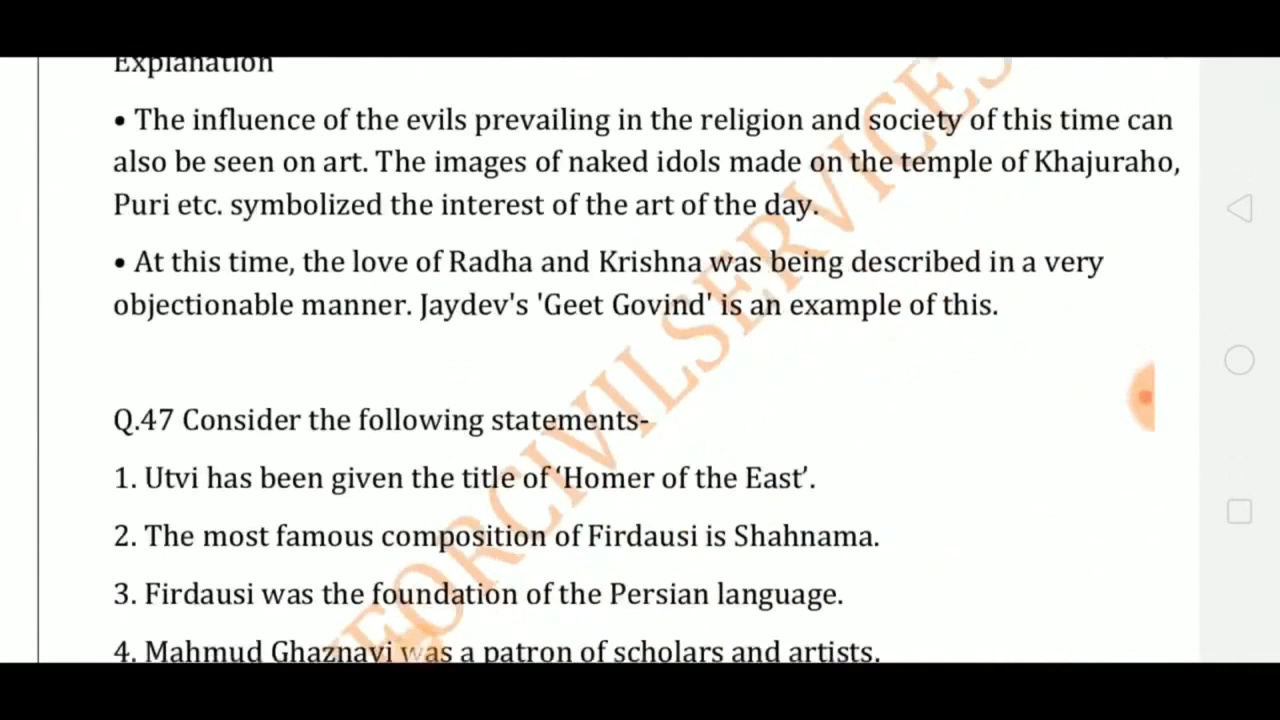 Explanation
• The influence of the evils prevailing in the religion and society of this time can
also be seen on art. The images of naked idols made on the temple of Khajuraho,
Puri etc. symbolized the interest of the art of the day.
• At this time, the love of Radha and Krishna was being described in a very
objectionable manner. Jaydev's 'Geet Govind' is an example of this.
Q.47 Consider the following statements-
1. Utvi has been given the title of ‘Homer of the East’.
2. The most famous composition of Firdausi is Shahnama.
3. Firdausi was the foundation of the Persian language.
4. Mahmud Ghaznavi was a patron of scholars and artists.
FORCIVILSERVICES